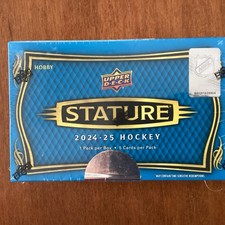 HOBBY
UPPER
DECK
STATURE
2024-25 HOCKEY
1 Pack per Box • 5 Cards per Pack